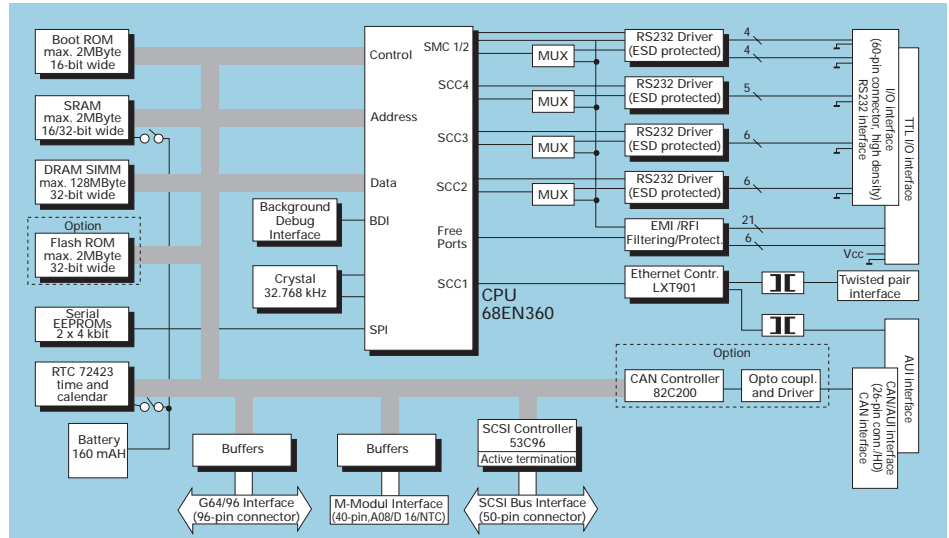 Boot ROM
max. 2MByte
16-bit wide
SRAM
max. 2MByte
16/32-bit wide
DRAM SIMM
max. 128MByte
32-bit wide
Option
Flash ROM
max. 2MByte
32-bit wide
Serial
EEPROMs
2 x 4 kbit
RTC 72423
time and
calendar
Battery
160 mAH
Background
Debug
Interface
Crystal
32.768 kHz
Control
Address
Data
BDI
SPI
SMC 1/2
SCC4
SCC3
SCC2
Free
Ports
SCC1
CPU
68EN360
MUX
MUX
MUX
MUX
RS232 Driver
(ESD protected)
RS232 Driver
(ESD protected)
RS232 Driver
(ESD protected)
RS232 Driver
(ESD protected)
EMI /RFI
Filtering/Protect.
Ethernet Contr.
LXT901
4
4
5
6
6
21
6
Vcc
I/O interface
(60-pin connector, high density)
RS232 interface
TTL I/O interface
Twisted pair
interface
Option
CAN Controller
82C200
Opto coupl.
and Driver
AUI interface
CAN/AUI interface
(26-pin conn./HD)
CAN interface
Buffers
G64/96 Interface
(96-pin connector)
Buffers
M-Modul Interface
(40-pin,A08/D 16/NTC)
SCSI Controller
53C96
Active termination
SCSI Bus Interface
(50-pin connector)